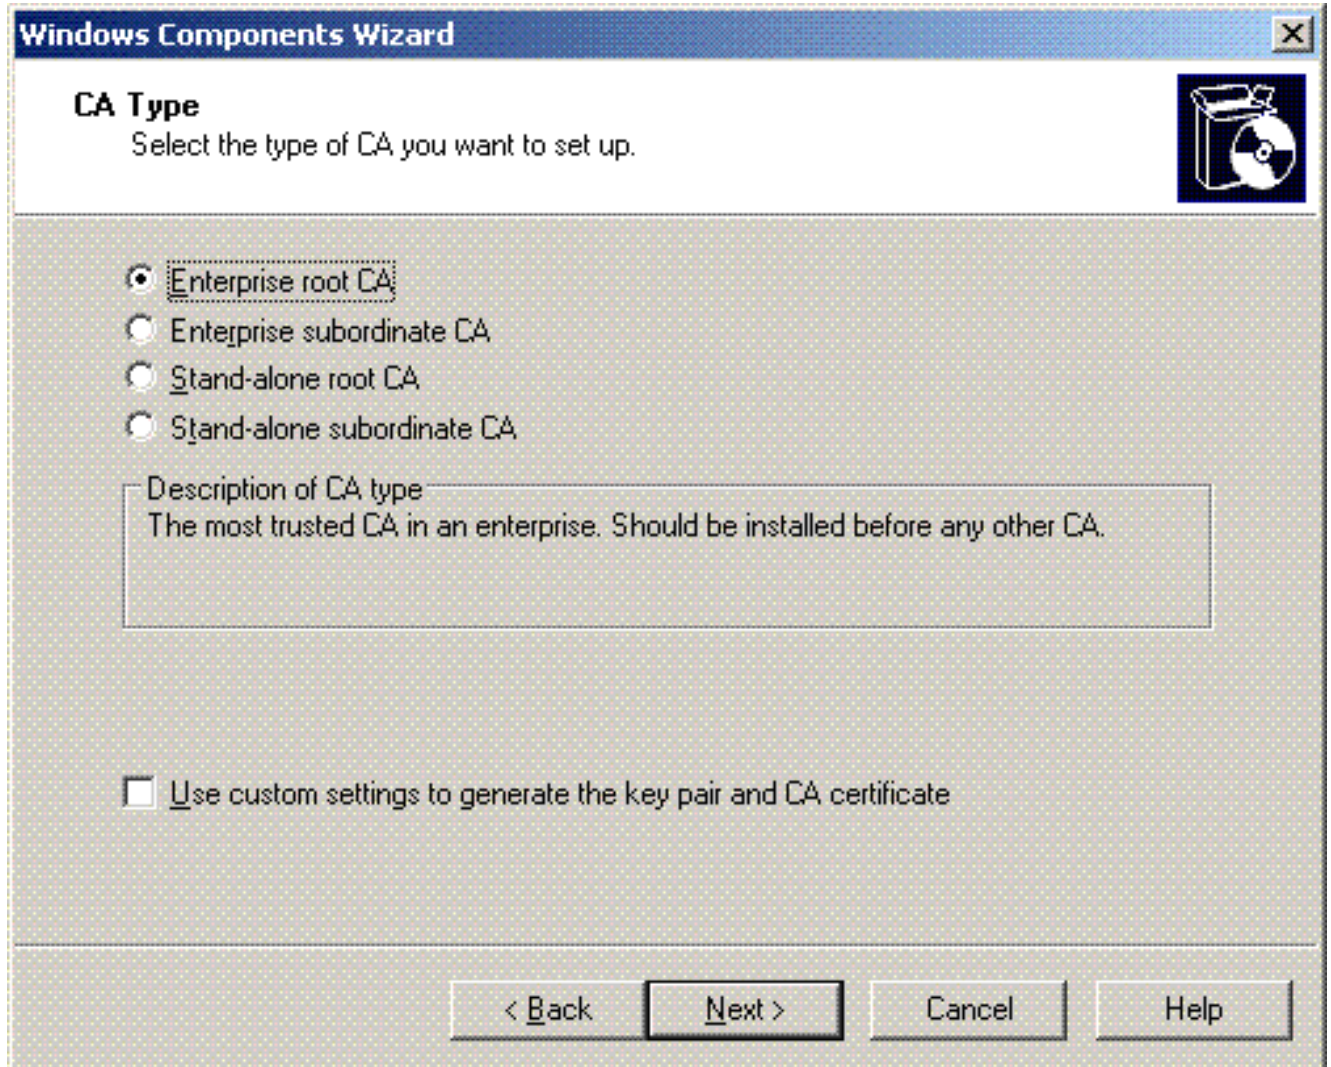 Windows Components Wizard
CA Type
Select the type of CA you want to set up.
Enterprise root CA
Enterprise subordinate CA
Stand-alone root CA
Stand-alone subordinate CA
Description of CA type
The most trusted CA in an enterprise. Should be installed before any other CA.
Use custom settings to generate the key pair and CA certificate
< Back Next > Cancel Help